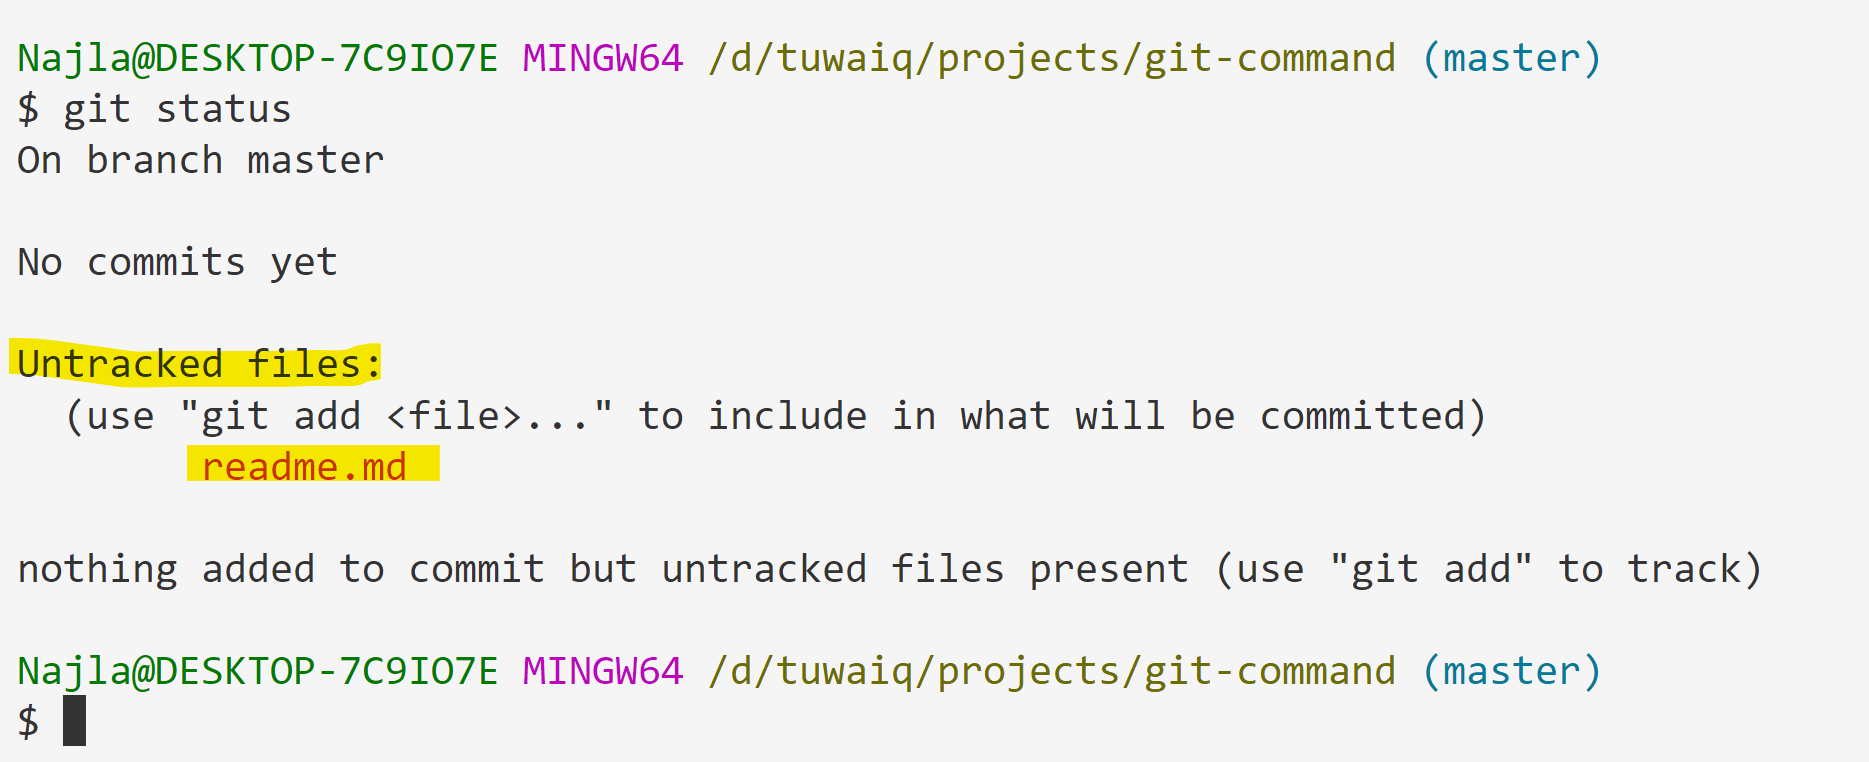 Najla@DESKTOP-7C9IO7E MINGW64 /d/tuwaiq/projects/git-command (master)
$ git status
On branch master
No commits yet
Untracked files:
(use "git add <file>..." to include in what will be committed)
readme.md
nothing added to commit but untracked files present (use "git add" to track)
Najla@DESKTOP-7C9IO7E MINGW64 /d/tuwaiq/projects/git-command (master)
$